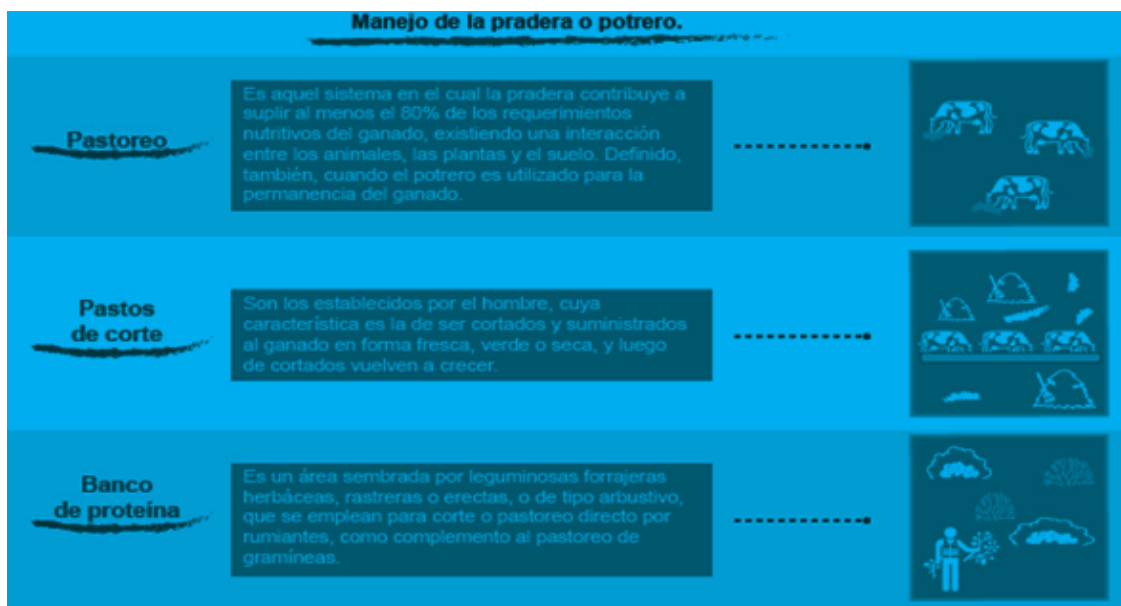 Manejo de la pradera o potrero.
Pastoreo
Es aquel sistema en el cual la pradera contribuye a
suplir al menos el 80% de los requerimientos
nutritivos del ganado, existiendo una interacción
entre los animales, las plantas y el suelo. Definido,
también, cuando el potrero es utilizado para la
permanencia del ganado.
Pastos
de corte
Son los establecidos por el hombre, cuya
característica es la de ser cortados y suministrados
al ganado en forma fresca, verde o seca, y luego
de cortados vuelven a crecer.
Banco
de proteína
Es un área sembrada por leguminosas forrajeras
herbáceas, rastreras o erectas, o de tipo arbustivo,
que se emplean para corte o pastoreo directo por
rumiantes, como complemento al pastoreo de
gramíneas.